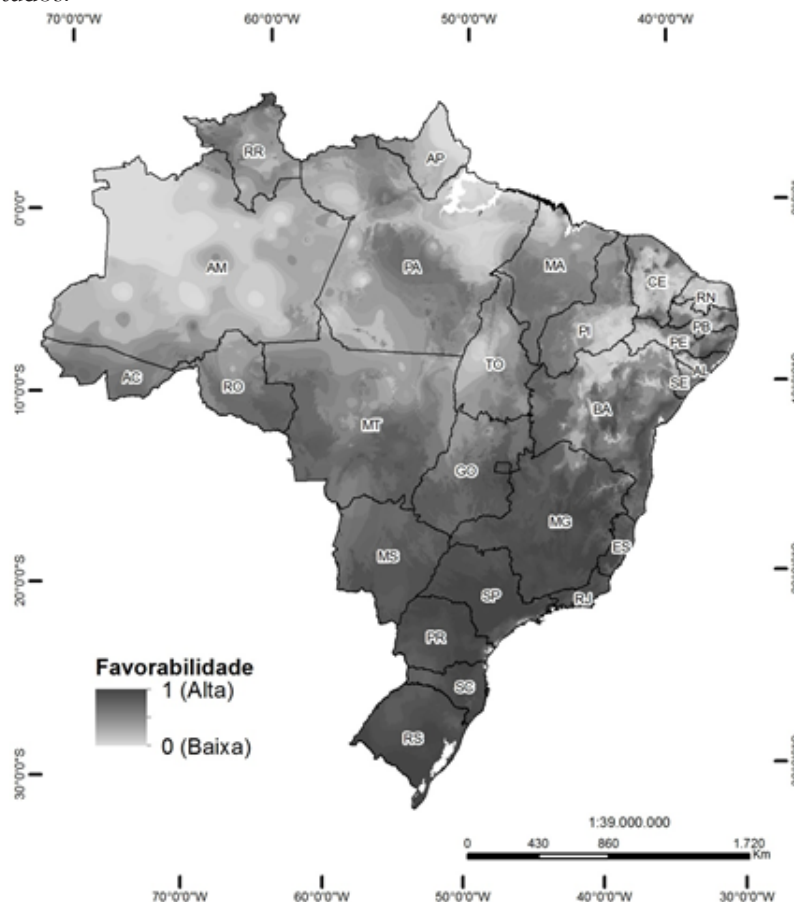 70°0'0"W 60°0'0"W 50°0'0"W 40°0'0"W
RR
AP
0°0'0"
AM
PA
MA
CE
RN
PB
PI
PE
TO
AL
AC
SE
RO
10°0'0"S
BA
MT
GO
MG
ES
MS
20°0'0"S
SP
RJ
PR
Favorabilidade
1 (Alta)
SC
0 (Baixa)
RS
30°0'0"S
1:39.000.000
0 430 860 1.720
Km
70°0'0"W 60°0'0"W 50°0'0"W 40°0'0"W 30°0'0"W